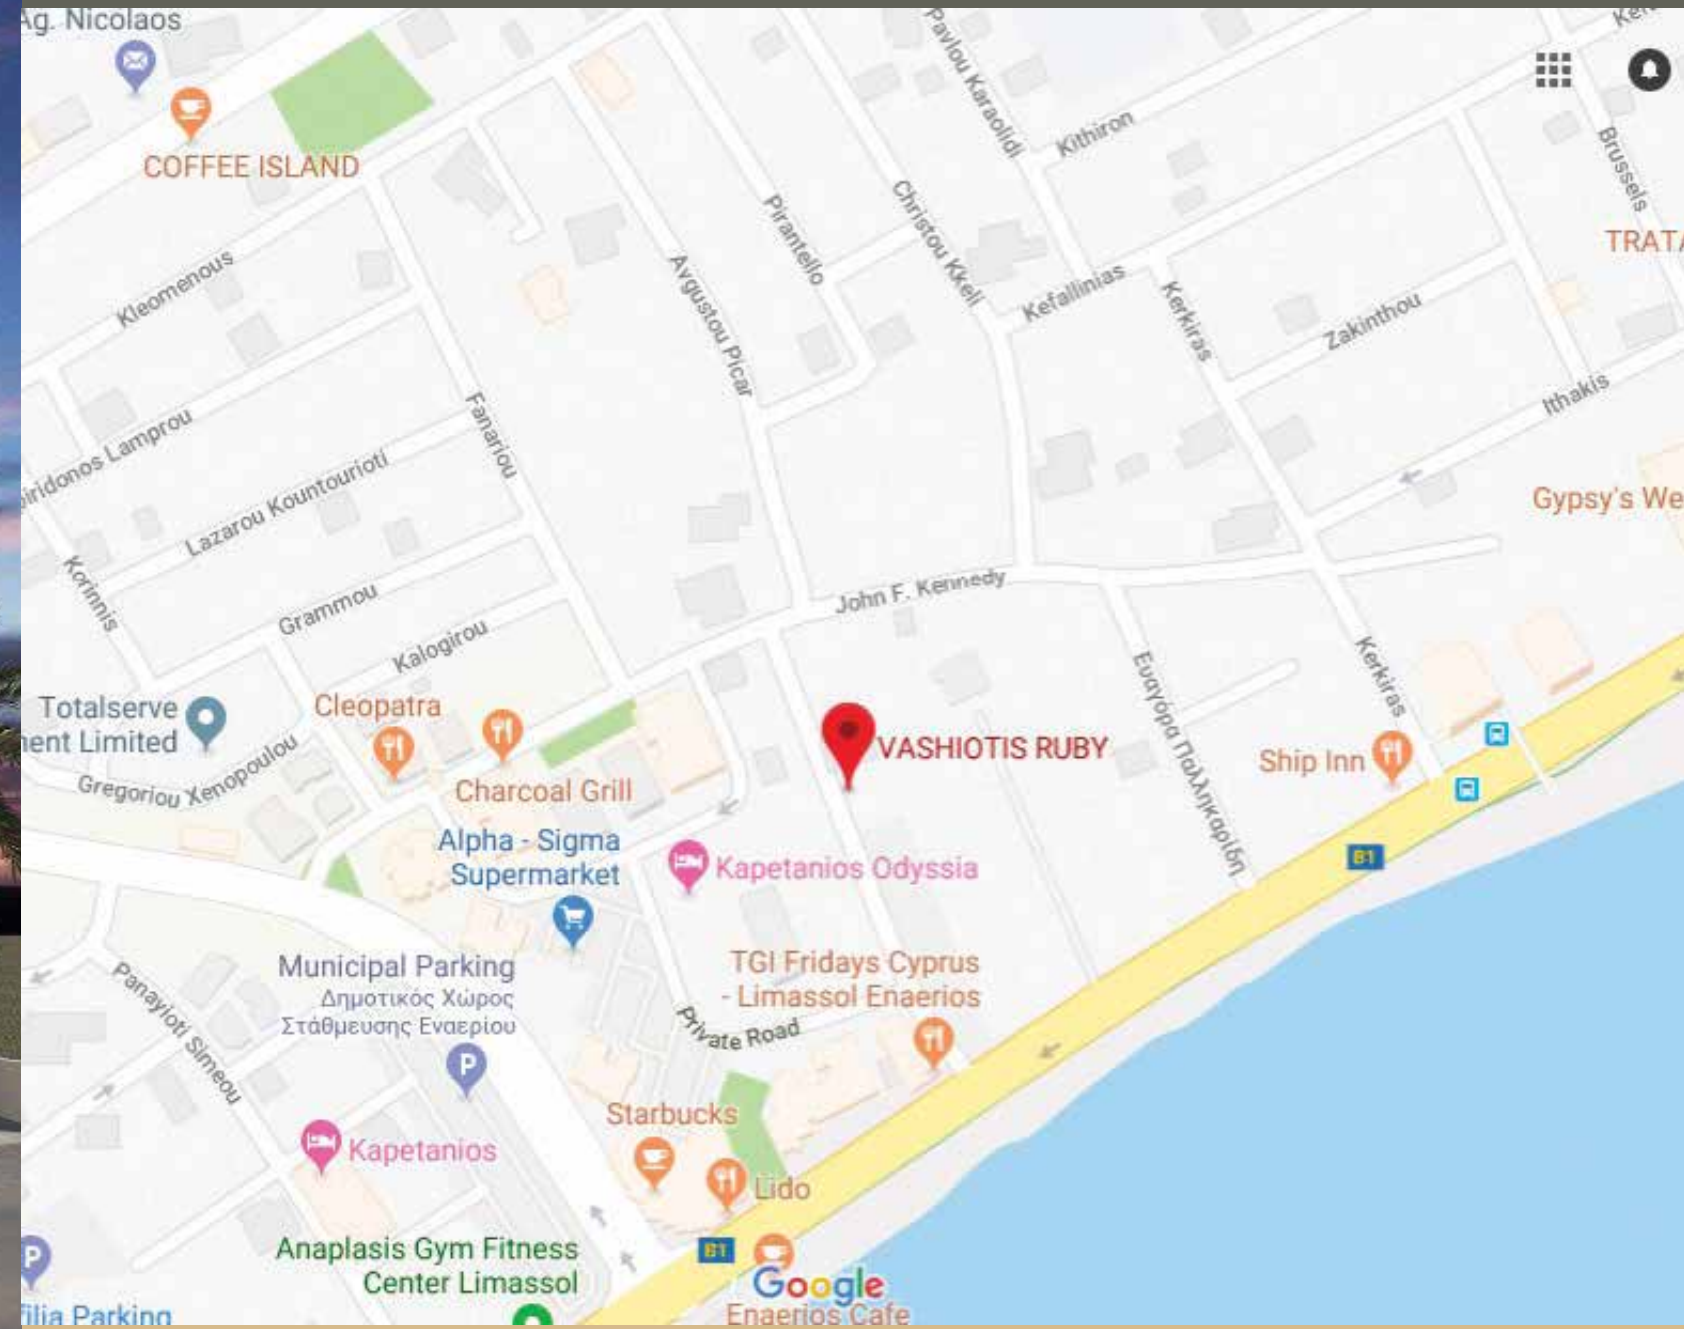 Ag. Nicolaos
COFFEE ISLAND
Pavlou Karaolidi
Kithiron
Brussels
TRATA
Kleomenous
Pirantello
Christou Kkeli
Avgustou Picar
Kefallinias
Kerkiras
Zakinthou
Ithakis
Fanariou
Lamprou
Lazarou Kountourioti
Gypsy's We
Korinnis
Grammou
Kalogirou
John F. Kennedy
Ευαγόρα Παλληκαρίδη
Kerkiras
Totalserve
ent Limited
Gregoriou Xenopoulou
Cleopatra
Charcoal Grill
VASHIOTIS RUBY
Ship Inn
Alpha - Sigma
Supermarket
Kapetanios Odyssia
B1
Municipal Parking
Δημοτικός Χώρος
Στάθμευσης Εναερίου
P
TGI Fridays Cyprus
- Limassol Enaerios
Private Road
Panayioti Simeou
Starbucks
Kapetanios
Lido
Anaplasis Gym Fitness
Center Limassol
B1
Google
Enaerios Cafe
P
filia Parking